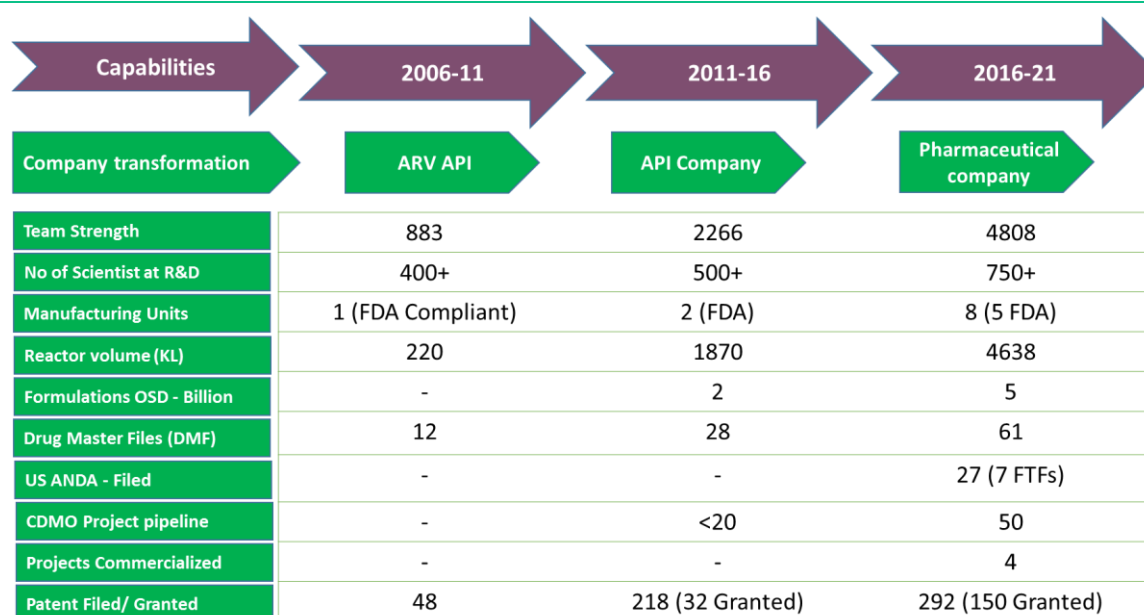 Capabilities 2006-11 2011-16 2016-21
Company transformation ARV API API Company Pharmaceutical
company
Team Strength 883 2266 4808
No of Scientist at R&D 400+ 500+ 750+
Manufacturing Units 1 (FDA Compliant) 2 (FDA) 8 (5 FDA)
Reactor volume (KL) 220 1870 4638
Formulations OSD - Billion - 2 5
Drug Master Files (DMF) 12 28 61
US ANDA - Filed - - 27 (7 FTFs)
CDMO Project pipeline - <20 50
Projects Commercialized - - 4
Patent Filed/ Granted 48 218 (32 Granted) 292 (150 Granted)